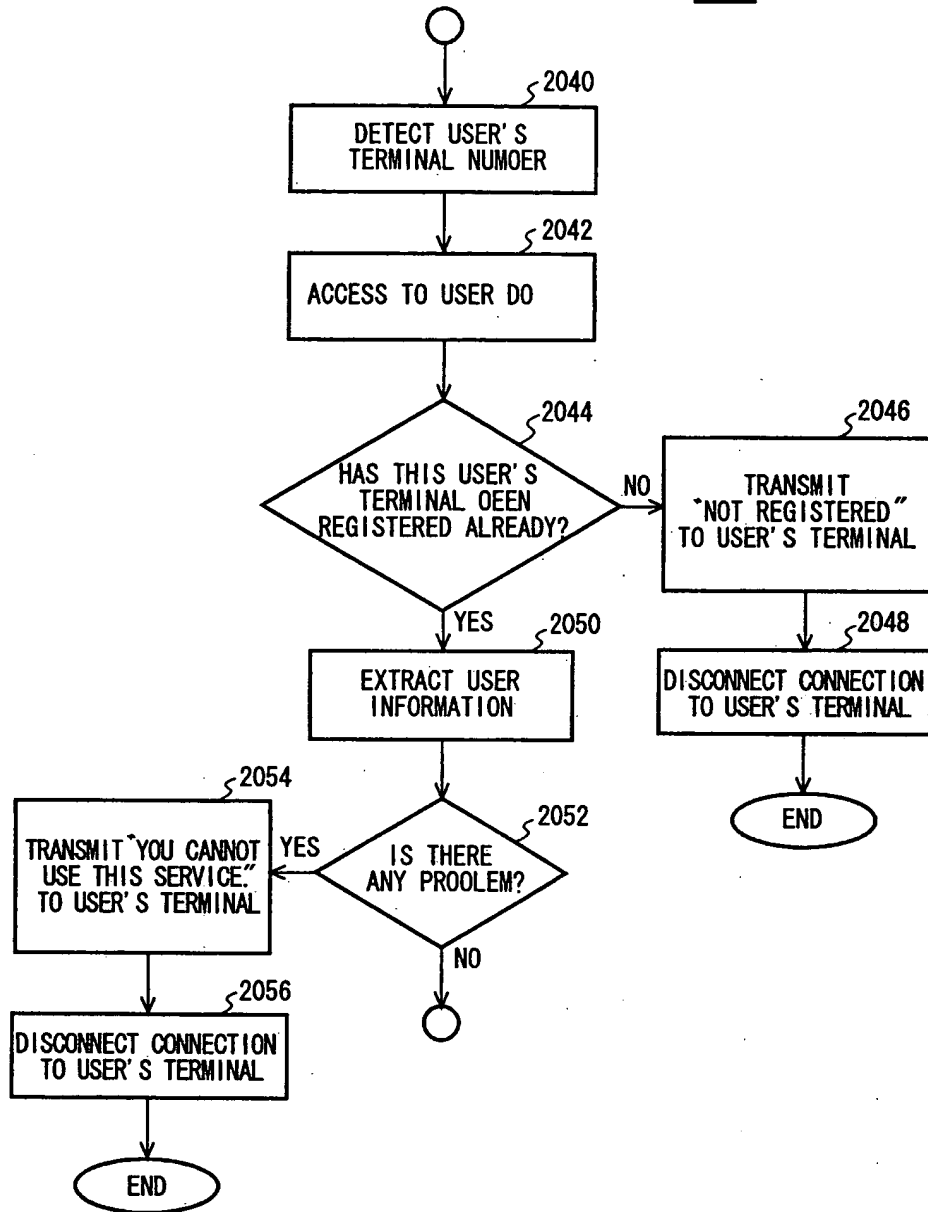 2040
DETECT USER'S
TERMINAL NUMOER
2042
ACCESS TO USER DO
2044
HAS THIS USER'S
TERMINAL OEEN
REGISTERED ALREADY?
NO
2046
TRANSMIT
"NOT REGISTERED"
TO USER'S TERMINAL
YES
2048
DISCONNECT CONNECTION
TO USER'S TERMINAL
END
2050
EXTRACT USER
INFORMATION
2052
IS THERE
ANY PROOLEM?
YES
2054
TRANSMIT "YOU CANNOT
USE THIS SERVICE."
TO USER'S TERMINAL
NO
2056
DISCONNECT CONNECTION
TO USER'S TERMINAL
END